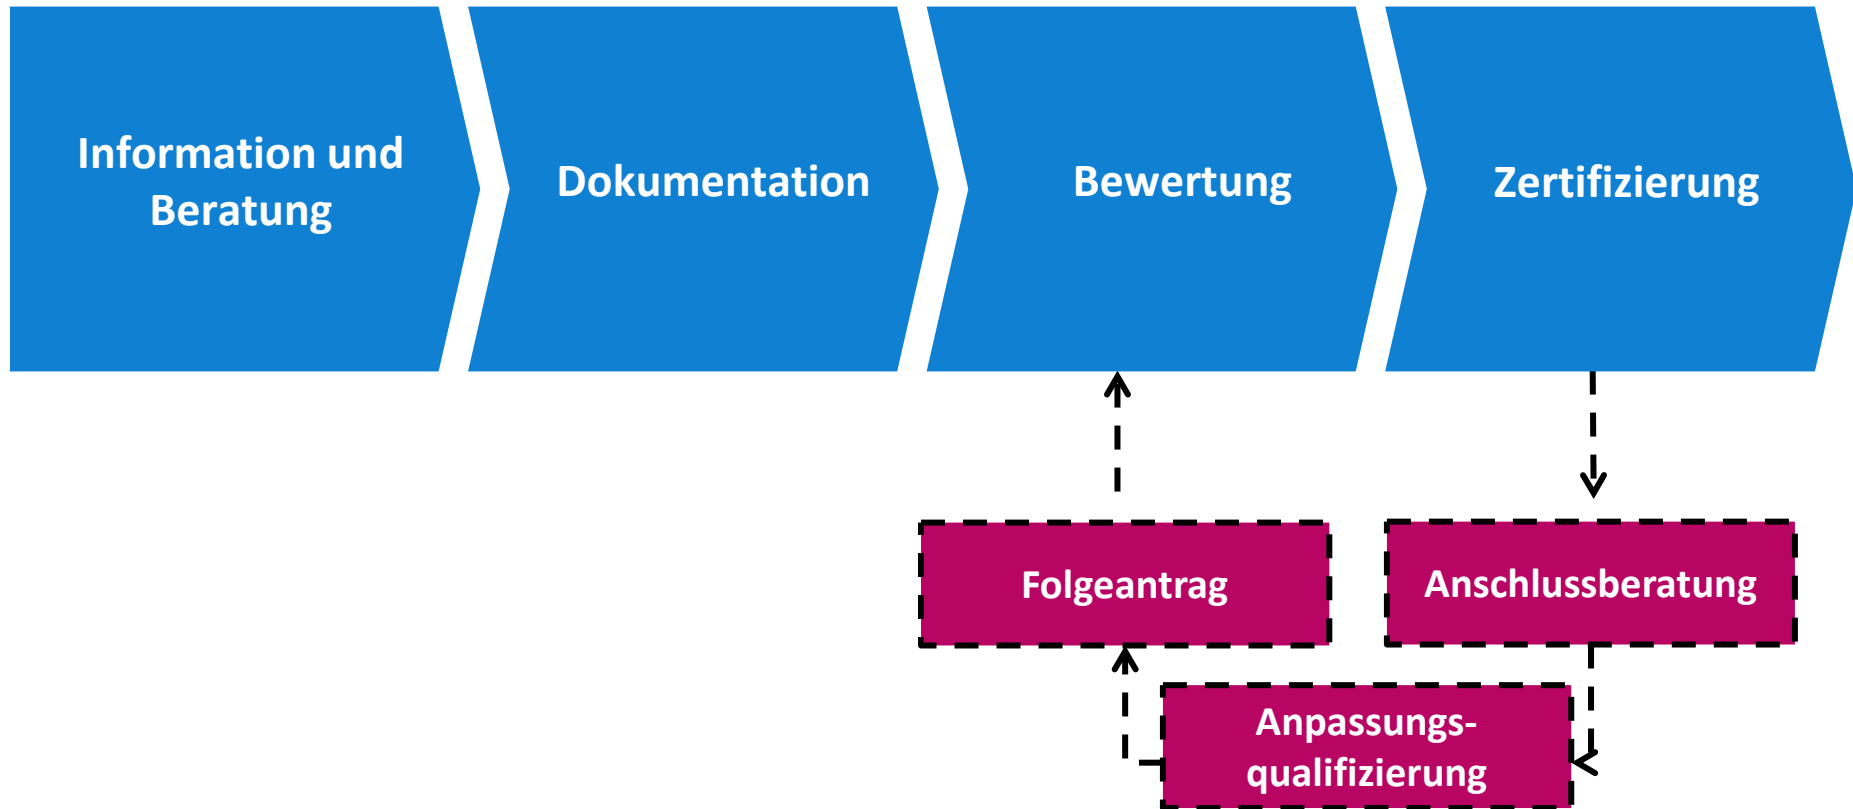 Information und
Beratung
Dokumentation
Bewertung
Zertifizierung
Folgeantrag
Anschlussberatung
Anpassungs-
qualifizierung